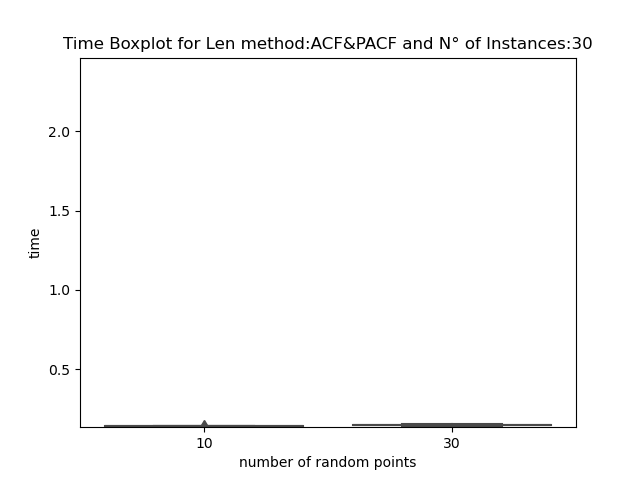 Time Boxplot for Len method:ACF&PACF and N° of Instances:30
2.0
1.5
1.0
0.5
time
10 30
number of random points